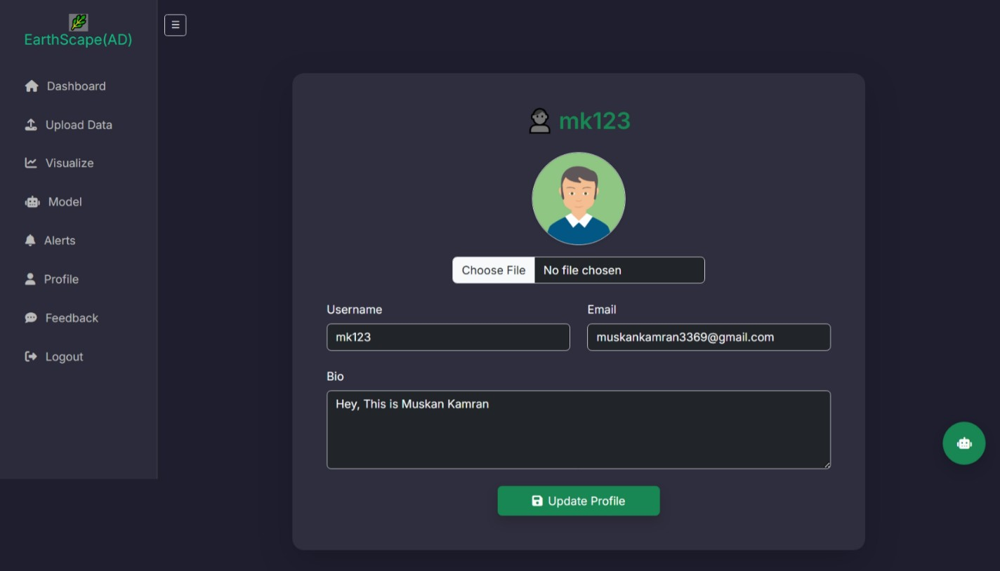 EarthScape(AD)
Dashboard
Upload Data
Visualize
Model
Alerts
Profile
Feedback
Logout
mk123
Choose File No file chosen
Username Email
mk123 muskankamran3369@gmail.com
Bio
Hey, This is Muskan Kamran
Update Profile